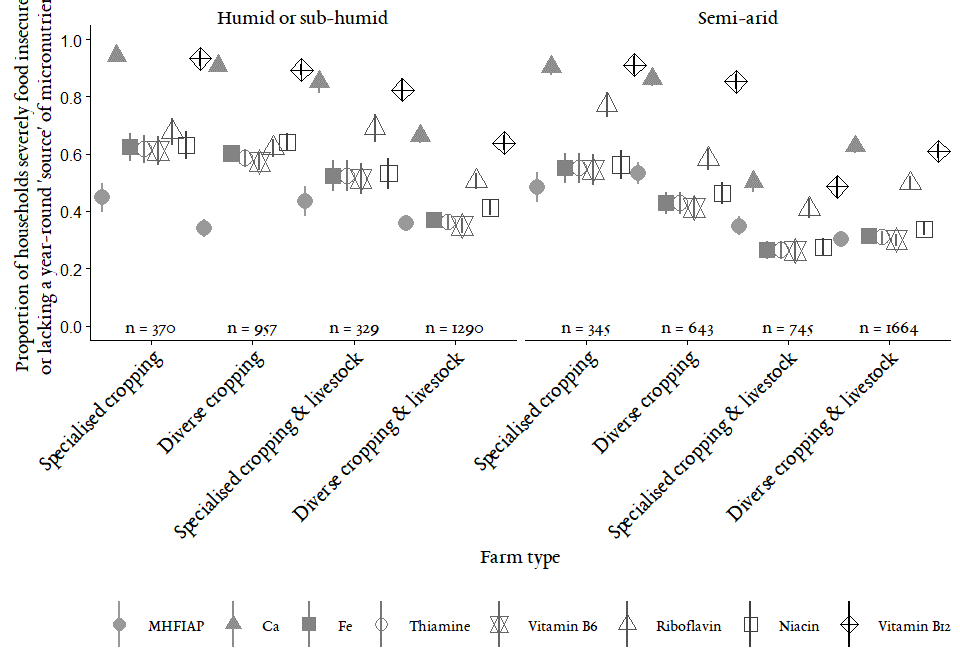 Humid or sub-humid
Semi-arid
Proportion of households severely food insecure
or lacking a year-round 'source' of micronutrien
1.0
0.8
0.6
0.4
0.2
0.0
n = 370
n = 957
n = 329
n = 1290
n = 345
n = 643
n = 745
n = 1664
Specialised cropping
Diverse cropping
Specialised cropping & livestock
Diverse cropping & livestock
Specialised cropping
Diverse cropping
Specialised cropping & livestock
Diverse cropping & livestock
Farm type
MHFIAP
Ca
Fe
Thiamine
Vitamin B6
Riboflavin
Niacin
Vitamin B12